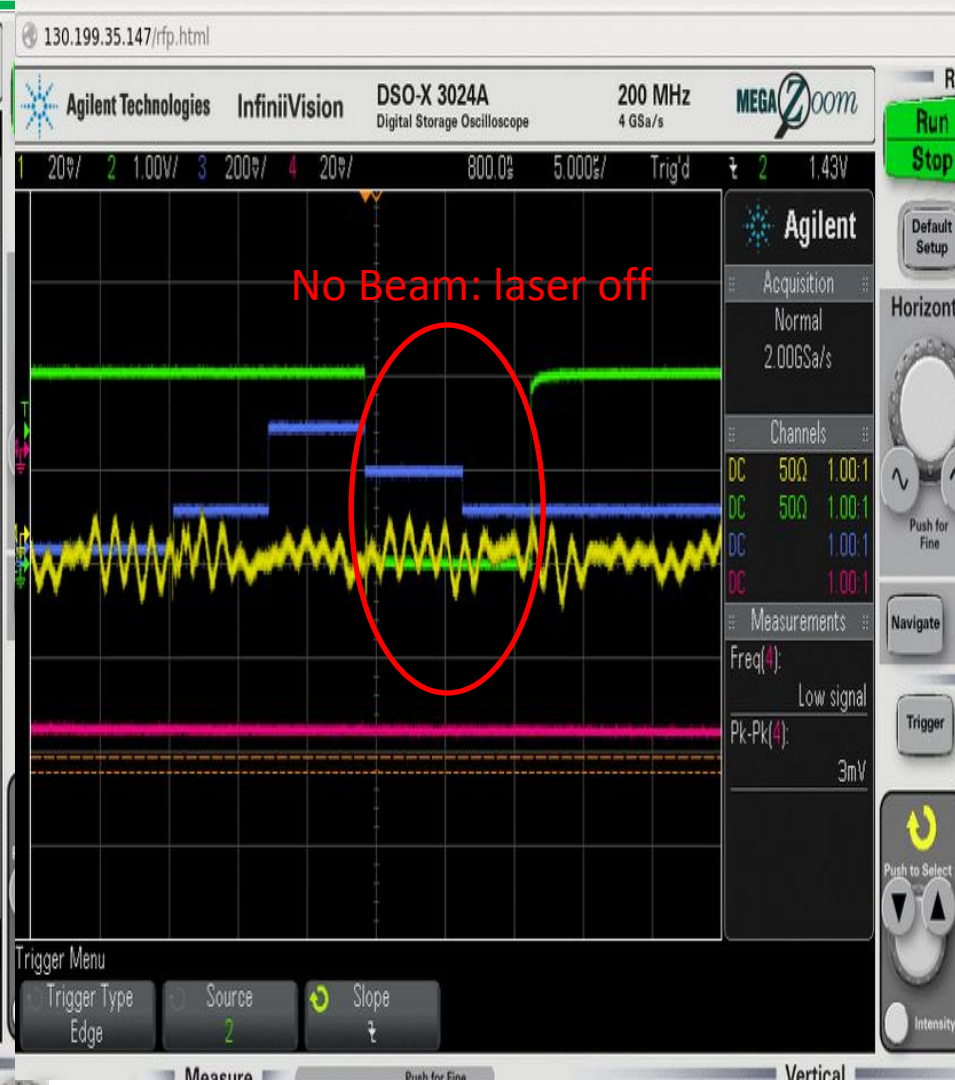 130.199.35.147/rfp.html
Agilent Technologies InfiniiVision DSO-X 3024A 200 MHz MEGA Zoom
Digital Storage Oscilloscope 4 GSa/s
Run
Stop
1 20mV/ 2 1.00V/ 3 200mV/ 4 20mV/ 800.0ns 5.000µs/ Trig'd 2 1.43V
Agilent
Default
Setup
No Beam: laser off
Acquisition
Normal
2.00GSa/s
Horizont
Channels
DC 50Ω 1.00:1
DC 50Ω 1.00:1
DC 1.00:1
DC 1.00:1
Push for
Fine
T
Measurements
Freq(4):
Low signal
Pk-Pk(4):
3mV
Navigate
Trigger
Push to Select
Intensity
Trigger Menu
Trigger Type
Edge
Source
2
Slope
Measure
Push for Fine
Vertical